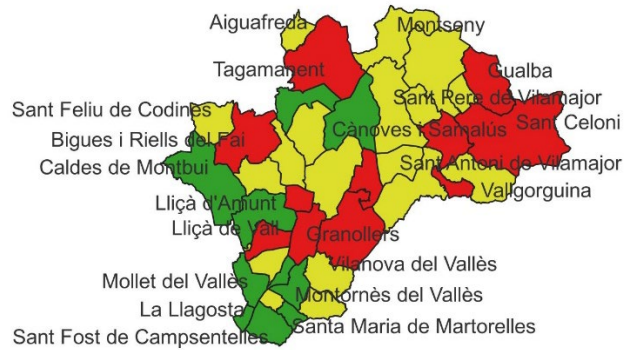 Aiguafreda
Montseny
Tagamanent
Gualba
Sant Pere de Vilamajor
Sant Feliu de Codines
Sant Celoni
Cànoves i Samalús
Bigues i Riells del Fai
Caldes de Montbui
Sant Antoni de Vilamajor
Vallgorguina
Lliçà d'Amunt
Lliçà de Vall
Granollers
Vilanova del Vallès
Mollet del Vallès
Montornès del Vallès
La Llagosta
Santa Maria de Martorelles
Sant Fost de Campsentelles